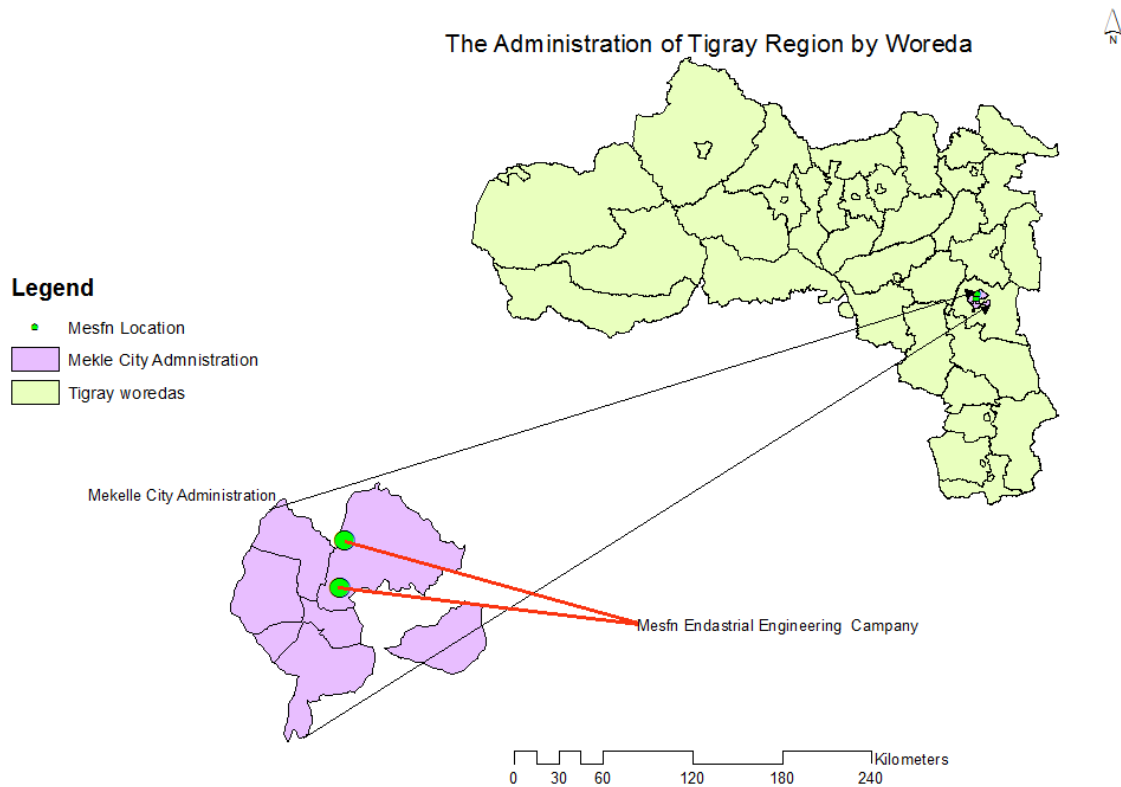 N
The Administration of Tigray Region by Woreda
Legend
Mesfn Location
Mekle City Admnistration
Tigray woredas
Mekelle City Administration
Mesfn Endastrial Engineering Campany
Kilometers
0 30 60 120 180 240